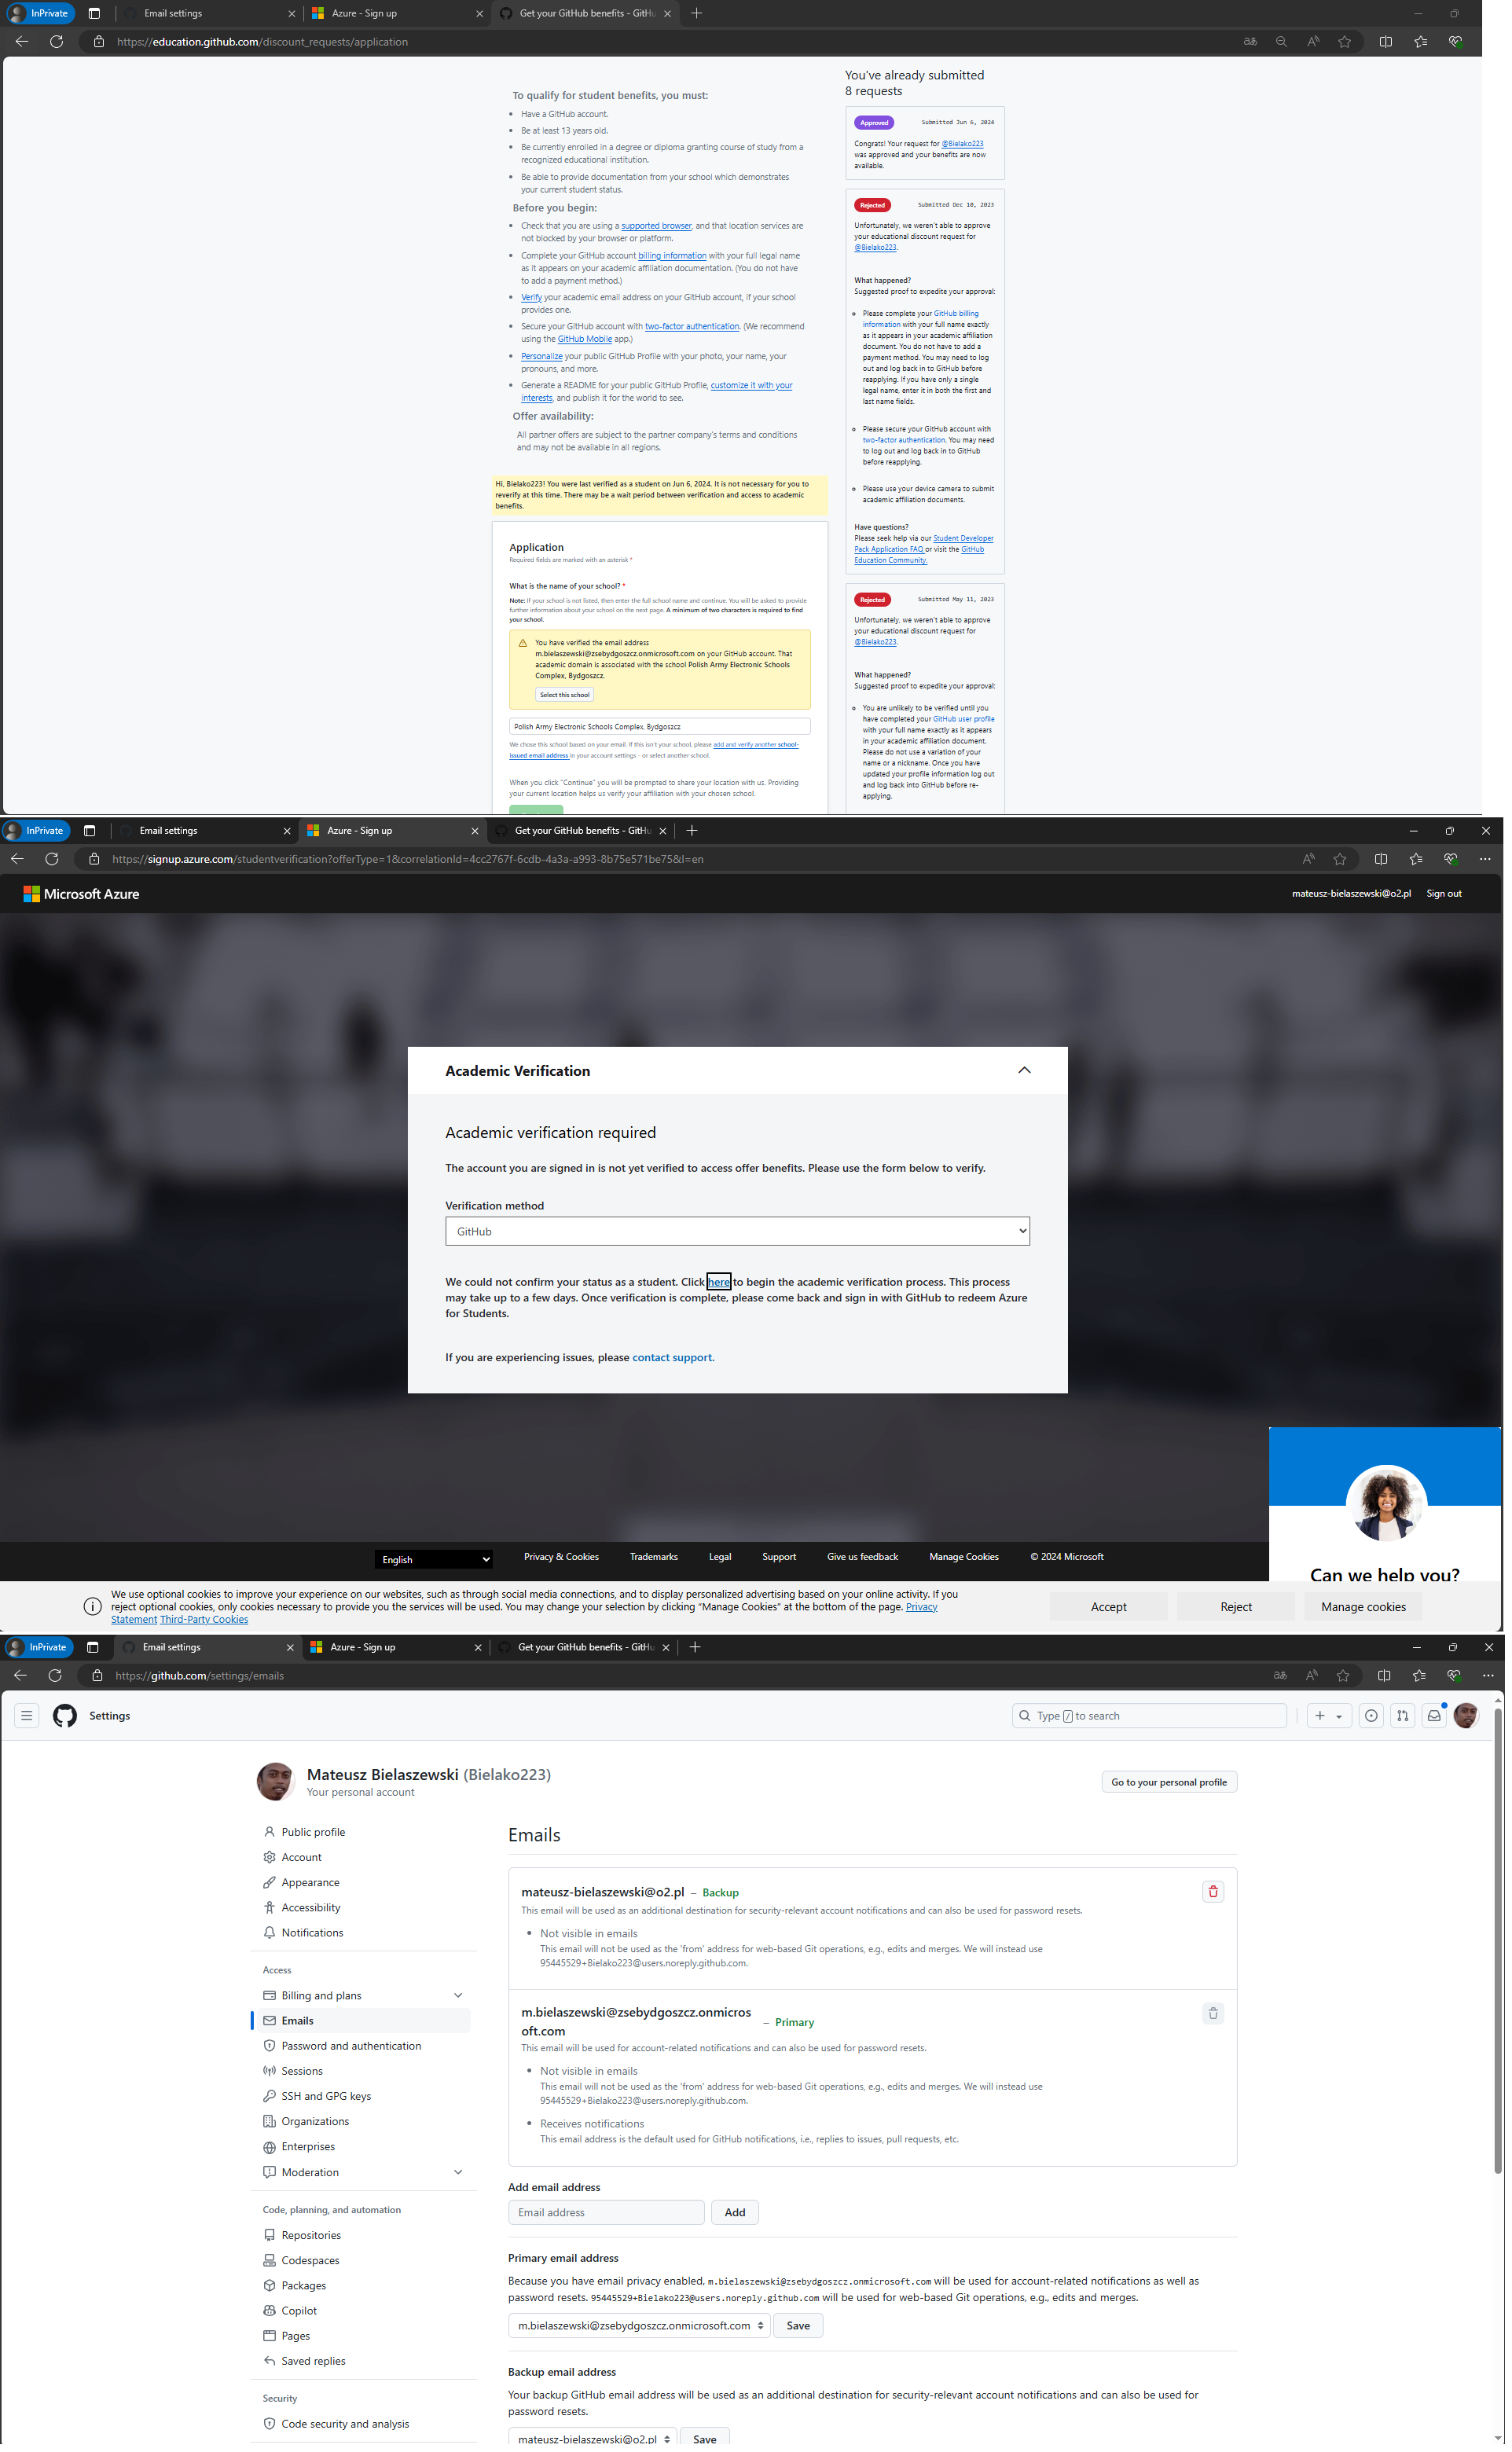 InPrivate
Email settings
Azure - Sign up
Get your GitHub benefits - GitHu
https://education.github.com/discount_requests/application
To qualify for student benefits, you must:
Have a GitHub account.
Be at least 13 years old.
Be currently enrolled in a degree or diploma granting course of study from a
recognized educational institution.
Be able to provide documentation from your school which demonstrates
your current student status.
Before you begin:
Check that you are using a supported browser, and that location services are
not blocked by your browser or platform.
Complete your GitHub account billing information with your full legal name
as it appears on your academic affiliation documentation. (You do not have
to add a payment method.)
Verify your academic email address on your GitHub account, if your school
provides one.
Secure your GitHub account with two-factor authentication. (We recommend
using the GitHub Mobile app.)
Personalize your public GitHub Profile with your photo, your name, your
pronouns, and more.
Generate a README for your public GitHub Profile, customize it with your
interests, and publish it for the world to see.
Offer availability:
All partner offers are subject to the partner company's terms and conditions
and may not be available in all regions.
Hi, Bielako223! You were last verified as a student on Jun 6, 2024. It is not necessary for you to
reverify at this time. There may be a wait period between verification and access to academic
benefits.
Application
Required fields are marked with an asterisk *
What is the name of your school? *
Note: If your school is not listed, then enter the full school name and continue. You will be asked to provide
further information about your school on the next page. A minimum of two characters is required to find
your school.
You have verified the email address
m.bielaszewski@zsebydgoszcz.onmicrosoft.com on your GitHub account. That
academic domain is associated with the school Polish Army Electronic Schools
Complex, Bydgoszcz.
Select this school
Polish Army Electronic Schools Complex, Bydgoszcz
We chose this school based on your email. If this isn't your school, please add and verify another school-
issued email address in your account settings - or select another school.
When you click "Continue" you will be prompted to share your location with us. Providing
your current location helps us verify your affiliation with your chosen school.
You've already submitted
8 requests
Approved
Submitted Jun 6, 2024
Congrats! Your request for @Bielako223
was approved and your benefits are now
available.
Rejected
Submitted Dec 10, 2023
Unfortunately, we weren't able to approve
your educational discount request for
@Bielako223.
What happened?
Suggested proof to expedite your approval:
Please complete your GitHub billing
information with your full name exactly
as it appears in your academic affiliation
document. You do not have to add a
payment method. You may need to log
out and log back in to GitHub before
reapplying. If you have only a single
legal name, enter it in both the first and
last name fields.
Please secure your GitHub account with
two-factor authentication. You may need
to log out and log back in to GitHub
before reapplying.
Please use your device camera to submit
academic affiliation documents.
Have questions?
Please seek help via our Student Developer
Pack Application FAQ or visit the GitHub
Education Community.
Rejected
Submitted May 11, 2023
Unfortunately, we weren't able to approve
your educational discount request for
@Bielako223.
What happened?
Suggested proof to expedite your approval:
You are unlikely to be verified until you
have completed your GitHub user profile
with your full name exactly as it appears
in your academic affiliation document.
Please do not use a variation of your
name or a nickname. Once you have
updated your profile information log out
and log back into GitHub before re-
applying.
InPrivate
Email settings
Azure - Sign up
Get your GitHub benefits - GitHu
https://signup.azure.com/studentverification?offerType=1&correlationId=4cc2767f-6cdb-4a3a-a993-8b75e571be75&l=en
Microsoft Azure
mateusz-bielaszewski@o2.pl
Sign out
Academic Verification
Academic verification required
The account you are signed in is not yet verified to access offer benefits. Please use the form below to verify.
Verification method
GitHub
We could not confirm your status as a student. Click here to begin the academic verification process. This process
may take up to a few days. Once verification is complete, please come back and sign in with GitHub to redeem Azure
for Students.
If you are experiencing issues, please contact support.
Can we help you?
English
Privacy & Cookies
Trademarks
Legal
Support
Give us feedback
Manage Cookies
© 2024 Microsoft
We use optional cookies to improve your experience on our websites, such as through social media connections, and to display personalized advertising based on your online activity. If you
reject optional cookies, only cookies necessary to provide you the services will be used. You may change your selection by clicking "Manage Cookies" at the bottom of the page. Privacy
Statement Third-Party Cookies
Accept
Reject
Manage cookies
InPrivate
Email settings
Azure - Sign up
Get your GitHub benefits - GitHu
https://github.com/settings/emails
Settings
Type / to search
Mateusz Bielaszewski (Bielako223)
Your personal account
Go to your personal profile
Public profile
Account
Appearance
Accessibility
Notifications
Access
Billing and plans
Emails
Password and authentication
Sessions
SSH and GPG keys
Organizations
Enterprises
Moderation
Code, planning, and automation
Repositories
Codespaces
Packages
Copilot
Pages
Saved replies
Security
Code security and analysis
Emails
mateusz-bielaszewski@o2.pl – Backup
This email will be used as an additional destination for security-relevant account notifications and can also be used for password resets.
Not visible in emails
This email will not be used as the 'from' address for web-based Git operations, e.g., edits and merges. We will instead use
95445529+Bielako223@users.noreply.github.com.
m.bielaszewski@zsebydgoszcz.onmicros
oft.com
– Primary
This email will be used for account-related notifications and can also be used for password resets.
Not visible in emails
This email will not be used as the 'from' address for web-based Git operations, e.g., edits and merges. We will instead use
95445529+Bielako223@users.noreply.github.com.
Receives notifications
This email address is the default used for GitHub notifications, i.e., replies to issues, pull requests, etc.
Add email address
Email address
Add
Primary email address
Because you have email privacy enabled, m.bielaszewski@zsebydgoszcz.onmicrosoft.com will be used for account-related notifications as well as
password resets. 95445529+Bielako223@users.noreply.github.com will be used for web-based Git operations, e.g., edits and merges.
m.bielaszewski@zsebydgoszcz.onmicrosoft.com
Save
Backup email address
Your backup GitHub email address will be used as an additional destination for security-relevant account notifications and can also be used for
password resets.
mateusz-bielaszewski@o2.pl
Save